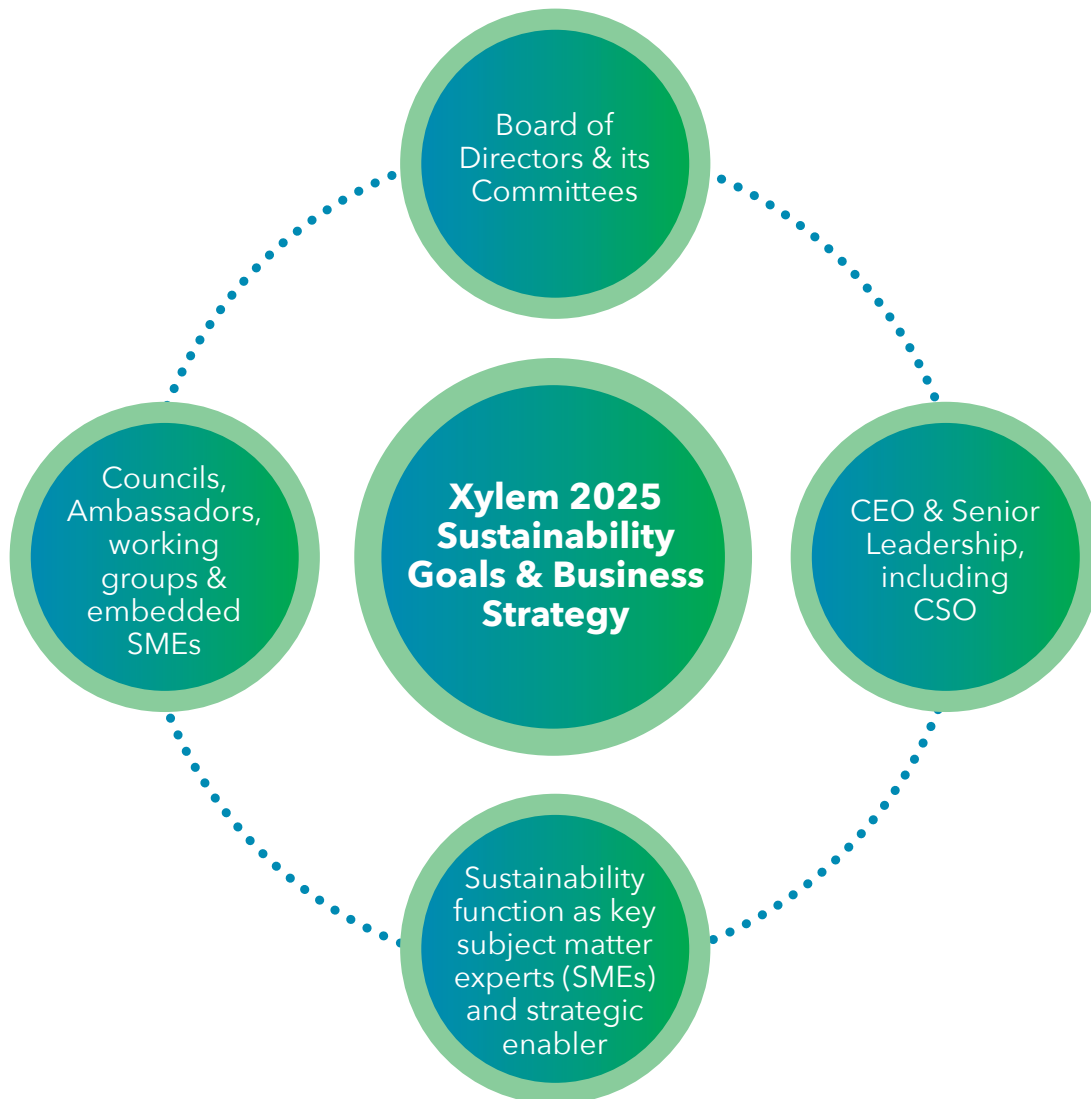 Board of
Directors & its
Committees
Councils,
Ambassadors,
working
groups &
embedded
SMEs
Xylem 2025
Sustainability
Goals & Business
Strategy
CEO & Senior
Leadership,
including
CSO
Sustainability
function as key
subject matter
experts (SMEs)
and strategic
enabler